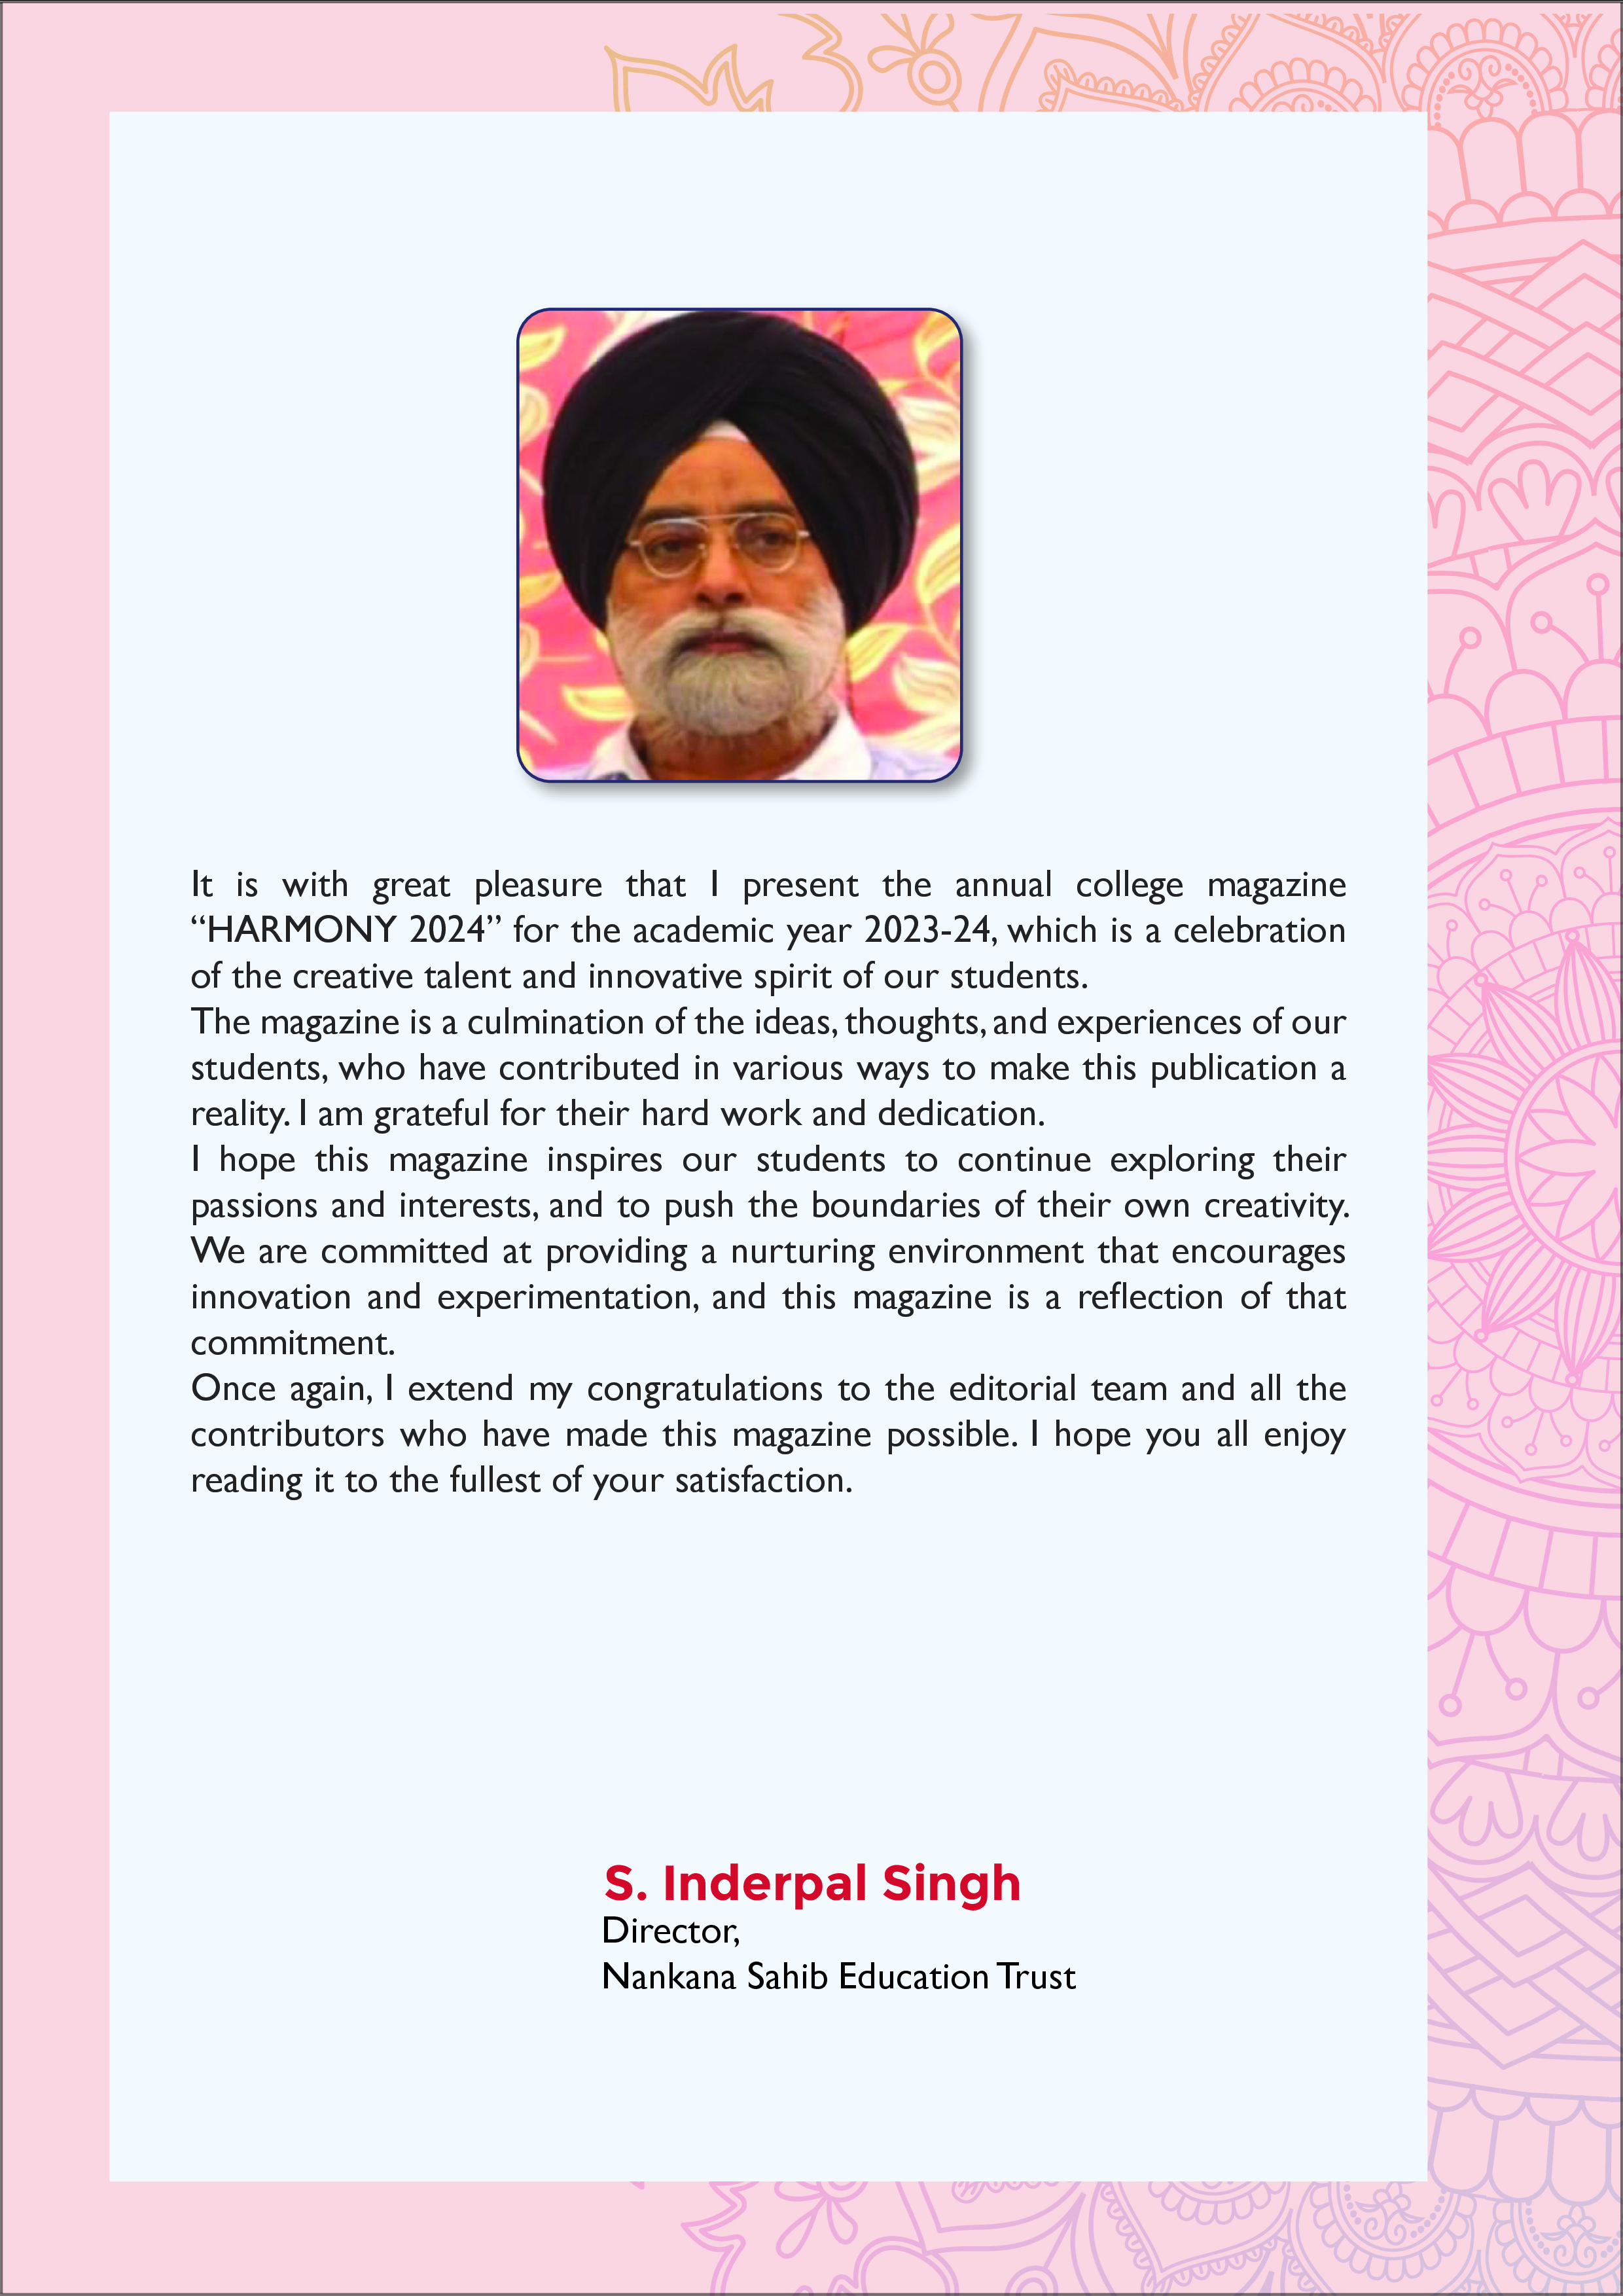 It is with great pleasure that I present the annual college magazine
“HARMONY 2024” for the academic year 2023-24, which is a celebration
of the creative talent and innovative spirit of our students.
The magazine is a culmination of the ideas, thoughts, and experiences of our
students, who have contributed in various ways to make this publication a
reality. I am grateful for their hard work and dedication.
I hope this magazine inspires our students to continue exploring their
passions and interests, and to push the boundaries of their own creativity.
We are committed at providing a nurturing environment that encourages
innovation and experimentation, and this magazine is a reflection of that
commitment.
Once again, I extend my congratulations to the editorial team and all the
contributors who have made this magazine possible. I hope you all enjoy
reading it to the fullest of your satisfaction.
S. Inderpal Singh
Director,
Nankana Sahib Education Trust